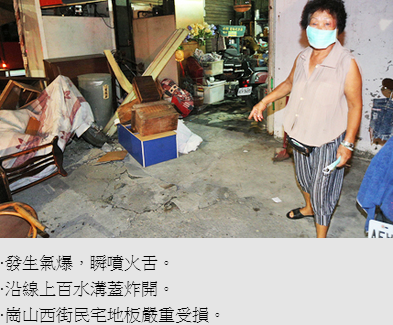 ·發生氣爆，瞬噴火舌。
·沿線上百水溝蓋炸開。
·崗山西街民宅地板嚴重受損。